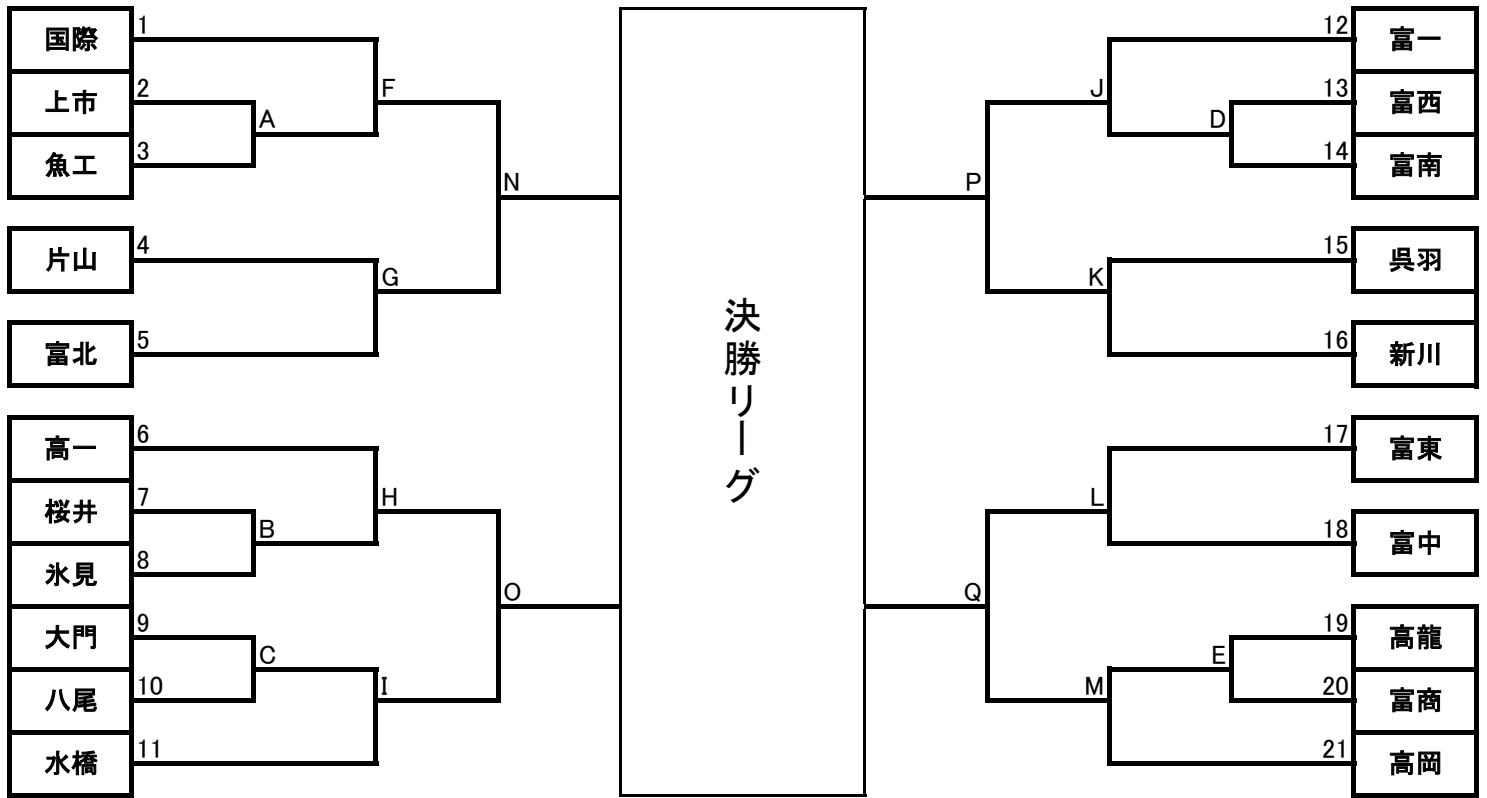 国際 1
上市 2
魚工 3
片山 4
富北 5
高一 6
桜井 7
氷見 8
大門 9
八尾 10
水橋 11
A
B
C
F
G
H
I
N
O
決勝リーグ
P
Q
J
K
L
M
D
E
12 富一
13 富西
14 富南
15 呉羽
16 新川
17 富東
18 富中
19 高龍
20 富商
21 高岡